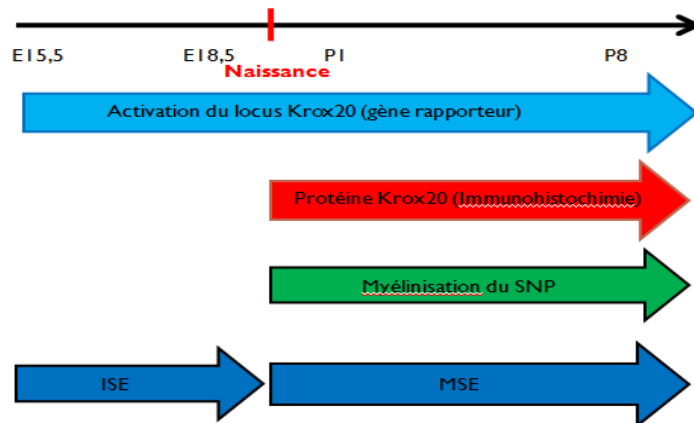 E15,5 E18,5 P1 P8
Naissance
Activation du locus Krox20 (gène rapporteur)
Protéine Krox20 (Immunohistochimie)
Myélinisation du SNP
ISE MSE